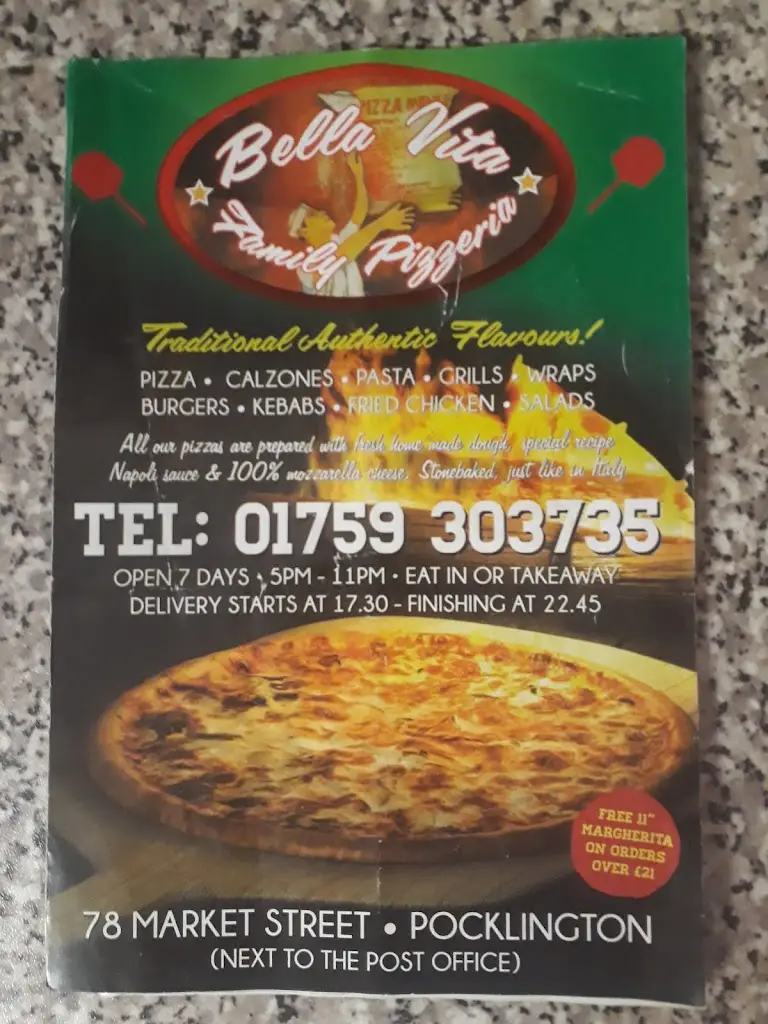 PIZZA MENU
Bella Vita
Family Pizzeria
Traditional Authentic Flavours!
PIZZA • CALZONES • PASTA • GRILLS • WRAPS
BURGERS • KEBABS • FRIED CHICKEN • SALADS
All our pizzas are prepared with fresh home made dough, special recipe
Napoli sauce & 100% mozzarella cheese. Stonebaked, just like in Italy
TEL: 01759 303735
OPEN 7 DAYS • 5PM - 11PM • EAT IN OR TAKEAWAY
DELIVERY STARTS AT 17.30 - FINISHING AT 22.45
FREE 11"
MARGHERITA
ON ORDERS
OVER £21
78 MARKET STREET • POCKLINGTON
(NEXT TO THE POST OFFICE)